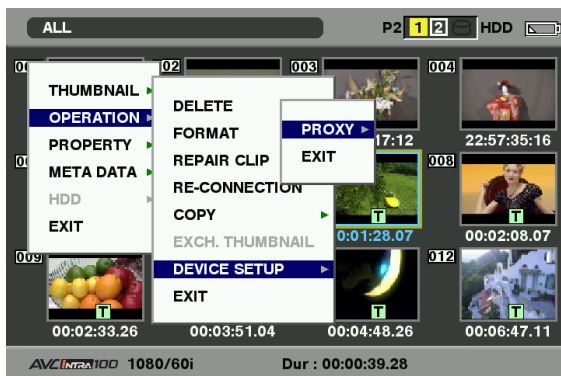 ALL P2 1 2 HDD
00 02 003 004
THUMBNAIL
OPERATION
PROPERTY
META DATA
HDD
EXIT
DELETE
FORMAT
REPAIR CLIP
RE-CONNECTION
COPY
EXCH. THUMBNAIL
DEVICE SETUP
EXIT
PROXY
EXIT
17:12 22:57:35:16
00 008
T T
0:01:28.07 00:02:08.07
009 012
T T T
00:02:33.26 00:03:51.04 00:04:48.26 00:06:47.11
AVC INTRA 100 1080/60i Dur : 00:00:39.28